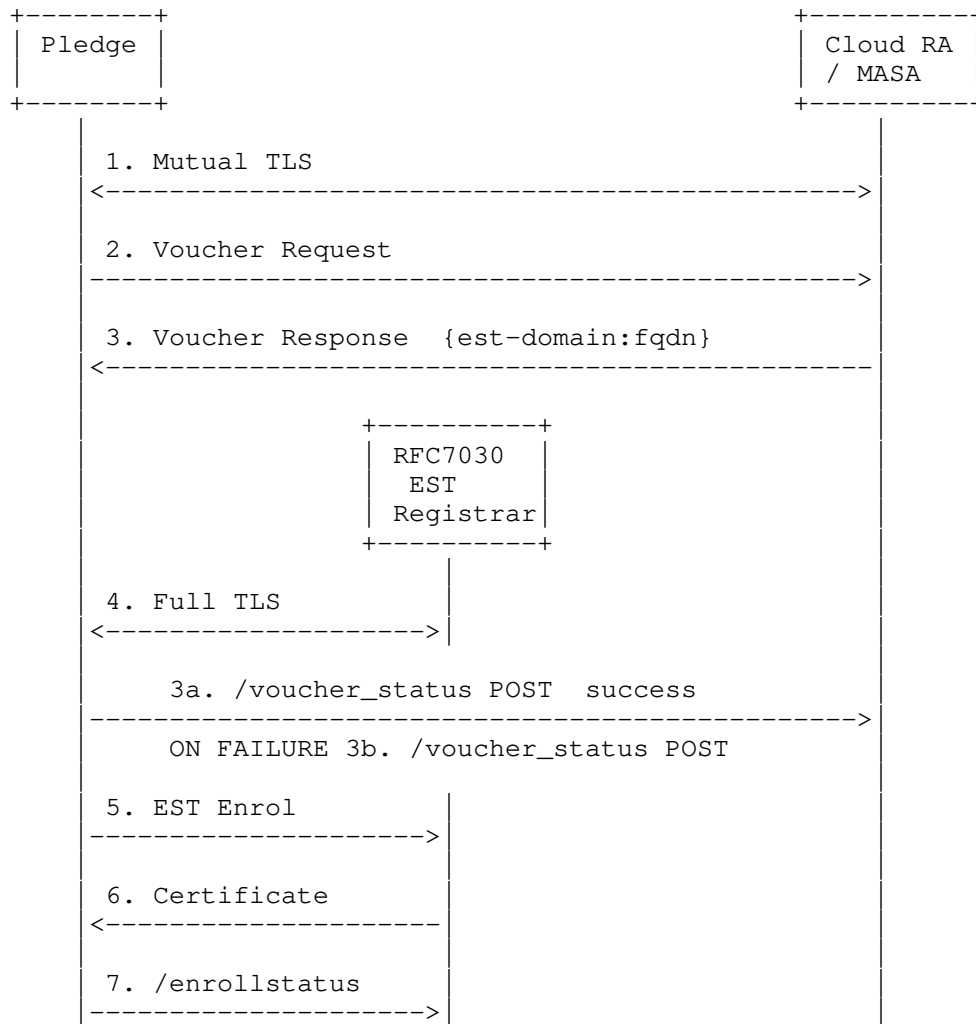 Pledge
Cloud RA
/ MASA
1. Mutual TLS
2. Voucher Request
3. Voucher Response {est-domain:fqdn}
RFC7030
EST
Registrar
4. Full TLS
3a. /voucher_status POST success
ON FAILURE 3b. /voucher_status POST
5. EST Enrol
6. Certificate
7. /enrollstatus